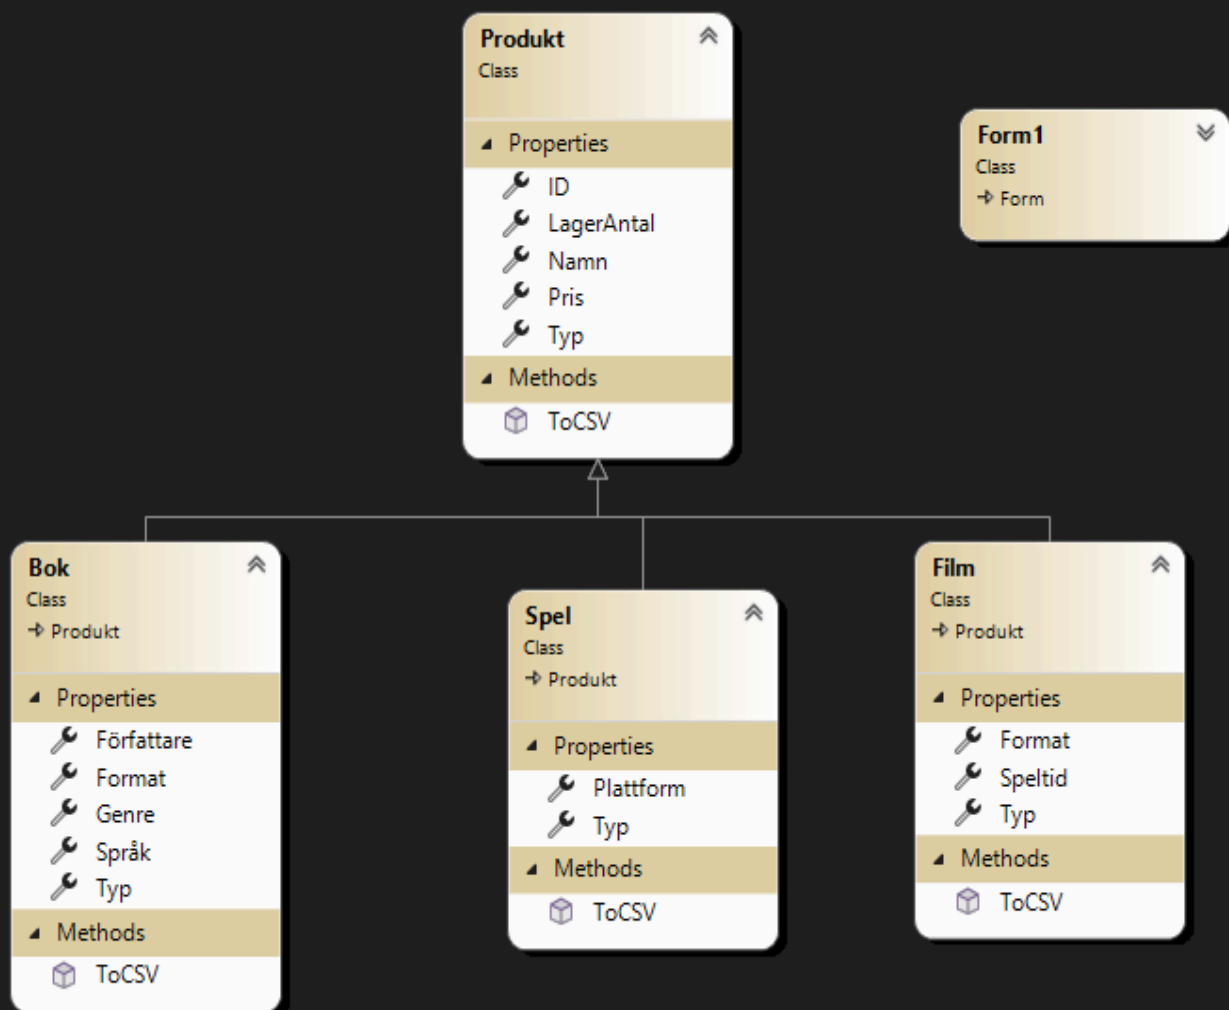 Produkt
Class
Properties
ID
LagerAntal
Namn
Pris
Typ
Methods
ToCSV
Form1
Class
Form
Bok
Class
Produkt
Properties
Författare
Format
Genre
Språk
Typ
Methods
ToCSV
Spel
Class
Produkt
Properties
Plattform
Typ
Methods
ToCSV
Film
Class
Produkt
Properties
Format
Speltid
Typ
Methods
ToCSV